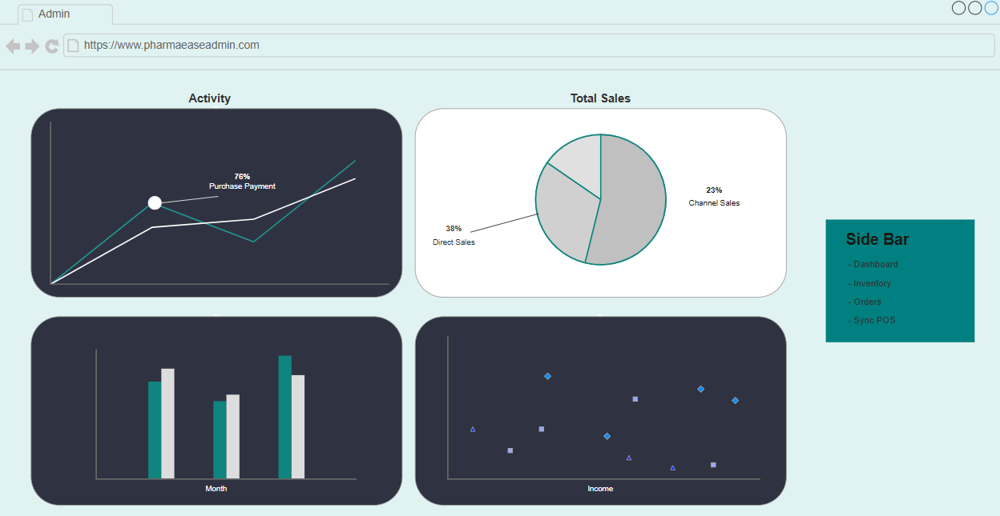 Admin
https://www.pharmaeaseadmin.com
Activity
Total Sales
76%
Purchase Payment
23%
Channel Sales
38%
Direct Sales
Side Bar
- Dashboard
- Inventory
- Orders
- Sync POS
Month
Income